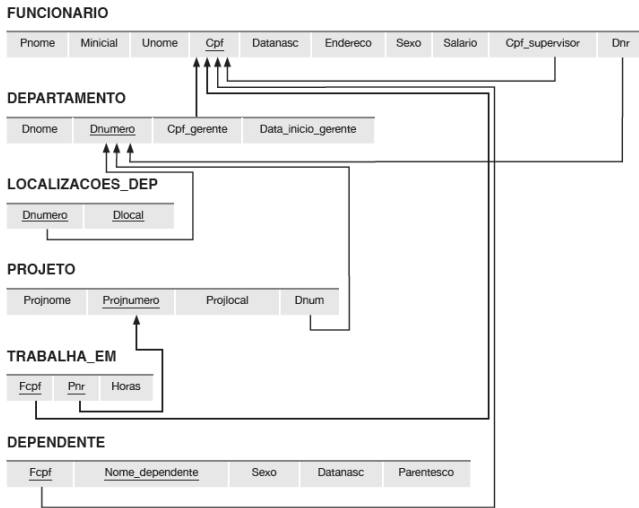 FUNCIONARIO
Pnome Minicial Unome Cpf Datanasc Endereco Sexo Salario Cpf_supervisor Dnr
DEPARTAMENTO
Dnome Dnumero Cpf_gerente Data_inicio_gerente
LOCALIZACOES_DEP
Dnumero Dlocal
PROJETO
Projnome Projnumero Projlocal Dnum
TRABALHA_EM
Fcpf Pnr Horas
DEPENDENTE
Fcpf Nome_dependente Sexo Datanasc Parentesco